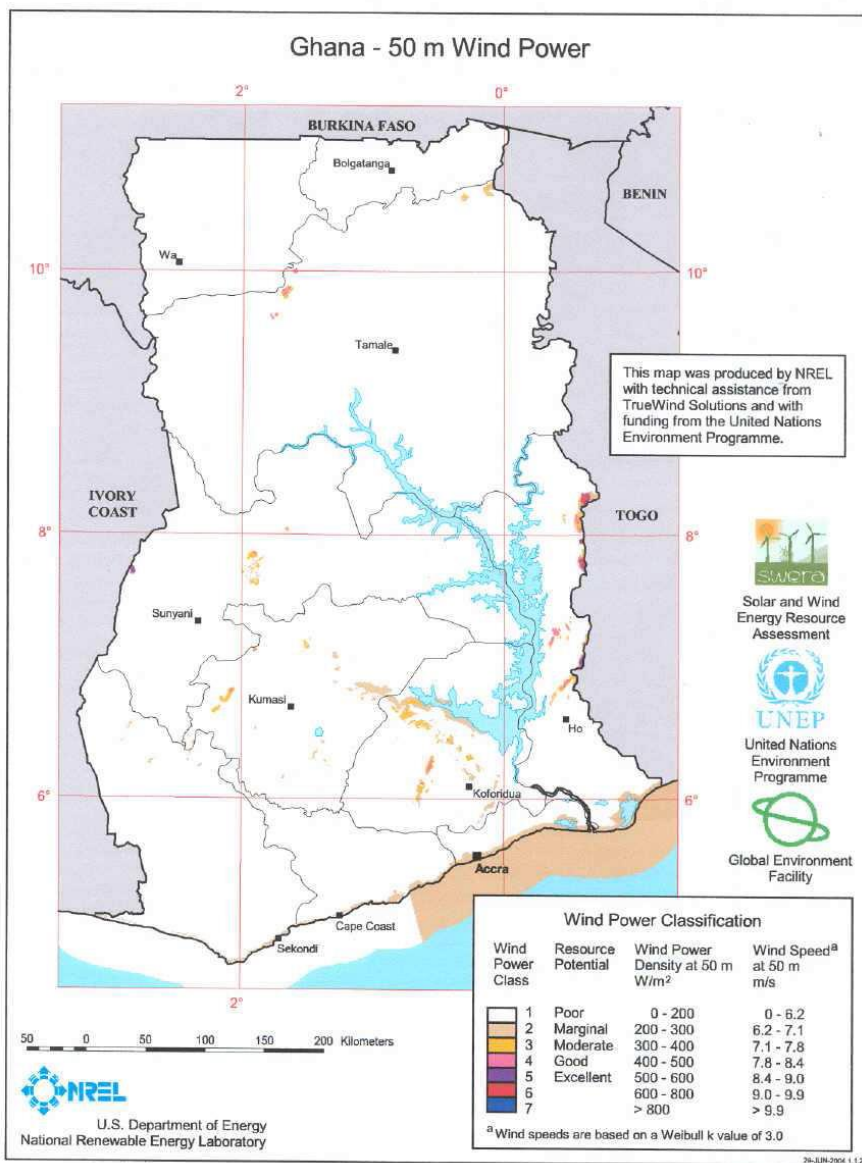 Ghana - 50 m Wind Power
2°
0°
BURKINA FASO
Bolgatanga
BENIN
Wa
10°
10°
Tamale
This map was produced by NREL
with technical assistance from
TrueWind Solutions and with
funding from the United Nations
Environment Programme.
IVORY
COAST
TOGO
8°
8°
swera
Solar and Wind
Energy Resource
Assessment
Sunyani
Kumasi
Ho
UNEP
United Nations
Environment
Programme
6°
Koforidua
6°
Accra
Global Environment
Facility
Cape Coast
Sekondi
2°
Wind Power Classification
Wind Resource Wind Power Wind Speed a
Power Potential Density at 50 m at 50 m
Class W/m² m/s
1 Poor 0 - 200 0 - 6.2
2 Marginal 200 - 300 6.2 - 7.1
3 Moderate 300 - 400 7.1 - 7.8
4 Good 400 - 500 7.8 - 8.4
5 Excellent 500 - 600 8.4 - 9.0
6 600 - 800 9.0 - 9.9
7 > 800 > 9.9
a Wind speeds are based on a Weibull k value of 3.0
50 0 50 100 150 200 Kilometers
NREL
U.S. Department of Energy
National Renewable Energy Laboratory